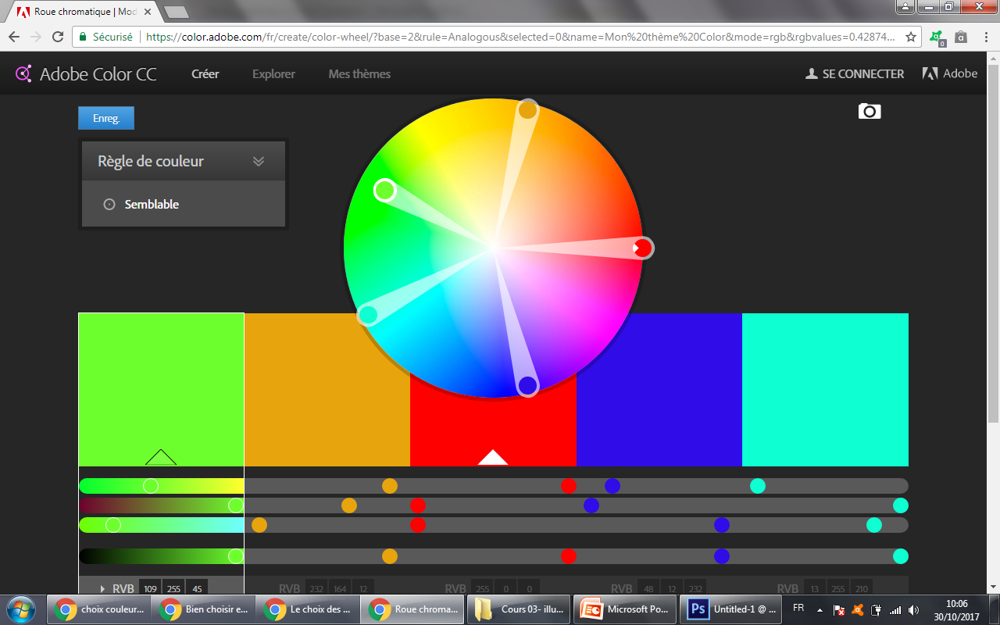 Roue chromatique | Mod
Sécurisé
https://color.adobe.com/fr/create/color-wheel/?base=2&rule=Analogous&selected=0&name=Mon%20thème%20Color&mode=rgb&rgbvalues=0.42874...
0
Adobe Color CC
Créer
Explorer
Mes thèmes
SE CONNECTER
Adobe
Enreg.
Règle de couleur
Semblable
RVB 109 255 45
RVB 232 164 12
RVB 255 0 0
RVB 48 12 232
RVB 13 255 210
choix couleur...
Bien choisir e...
Le choix des ...
Roue chroma...
Cours 03- illu...
Microsoft Po...
Ps
Untitled-1 @ ...
FR
10:06
30/10/2017